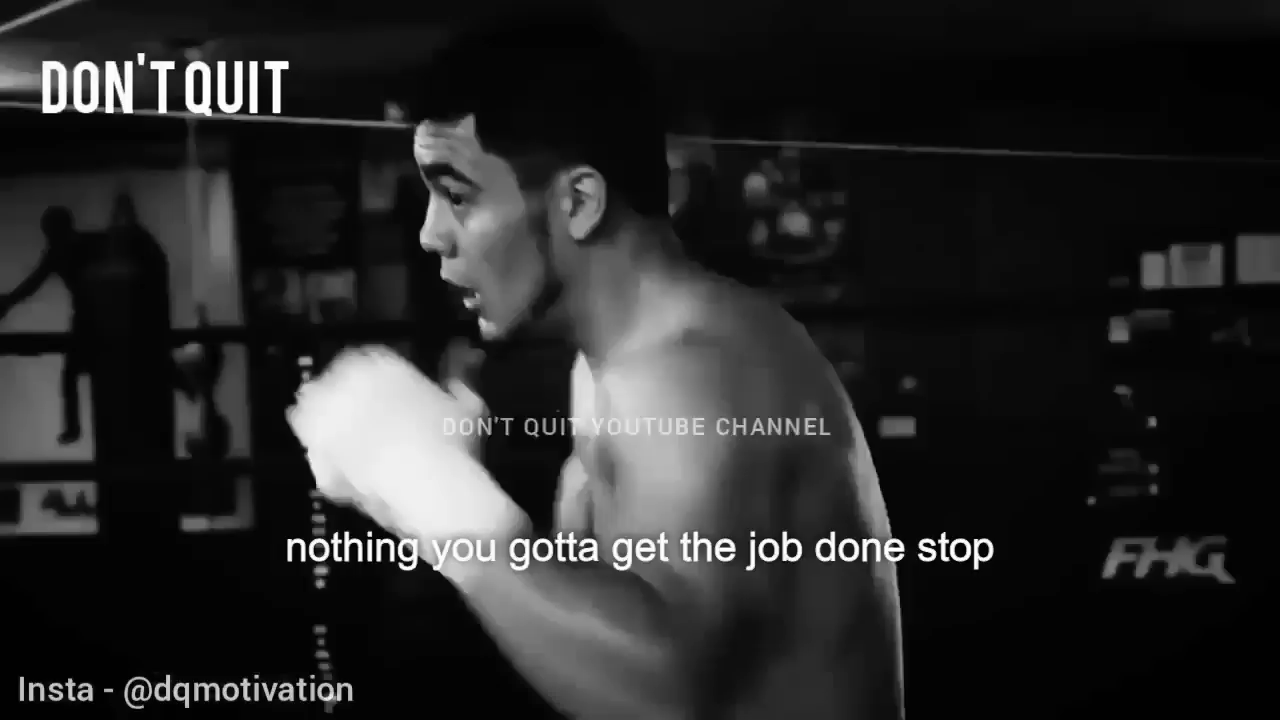 DON'T QUIT
DON'T QUIT YOUTUBE CHANNEL
nothing you gotta get the job done stop
FHG
Insta - @dqmotivation